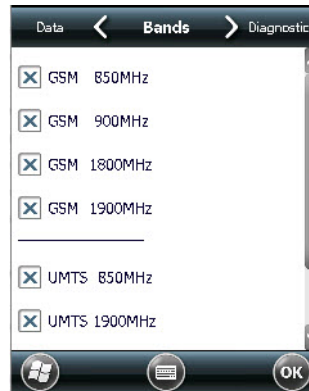 Data Bands Diagnostic
GSM 850MHz
GSM 900MHz
GSM 1800MHz
GSM 1900MHz
UMTS 850MHz
UMTS 1900MHz
OK